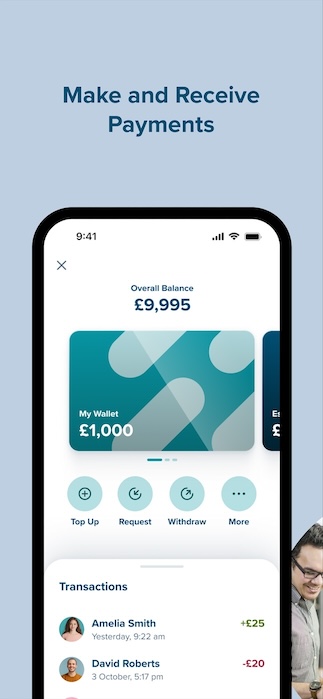 Make and Receive
Payments
9:41
Overall Balance
£9,995
My Wallet
£1,000
£
Top Up
Request
Withdraw
More
Transactions
Amelia Smith
+£25
Yesterday, 9:22 am
David Roberts
-£20
3 October, 5:17 pm